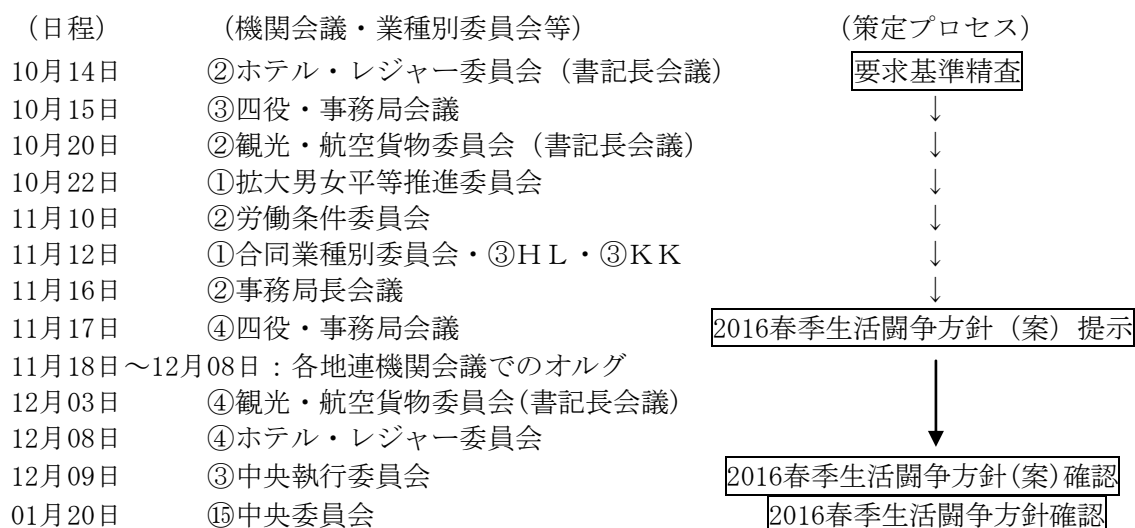 (日程) (機関会議・業種別委員会等) (策定プロセス)
10月14日 ②ホテル・レジャー委員会（書記長会議） 要求基準精査
10月15日 ③四役・事務局会議 ↓
10月20日 ②観光・航空貨物委員会（書記長会議） ↓
10月22日 ①拡大男女平等推進委員会 ↓
11月10日 ②労働条件委員会 ↓
11月12日 ①合同業種別委員会・③ＨＬ・③ＫＫ ↓
11月16日 ②事務局長会議 ↓
11月17日 ④四役・事務局会議 2016春季生活闘争方針（案）提示
11月18日～12月08日：各地連機関会議でのオルグ
12月03日 ④観光・航空貨物委員会(書記長会議)
12月08日 ④ホテル・レジャー委員会
12月09日 ③中央執行委員会 2016春季生活闘争方針(案)確認
01月20日 ⑮中央委員会 2016春季生活闘争方針確認